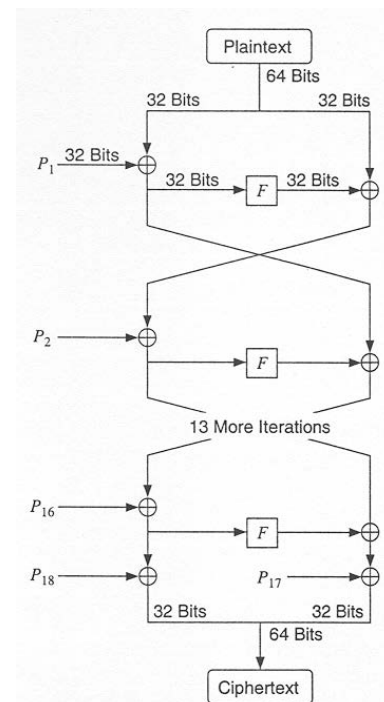 Plaintext
64 Bits
32 Bits 32 Bits
P1 32 Bits
32 Bits F 32 Bits
P2
F
13 More Iterations
P16
F
P18 P17
32 Bits 32 Bits
64 Bits
Ciphertext